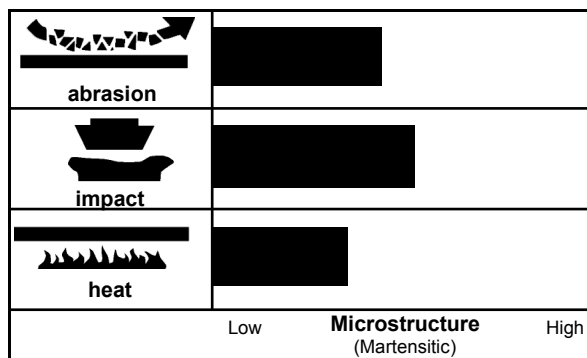 abrasion
impact
heat
Low Microstructure High
(Martensitic)